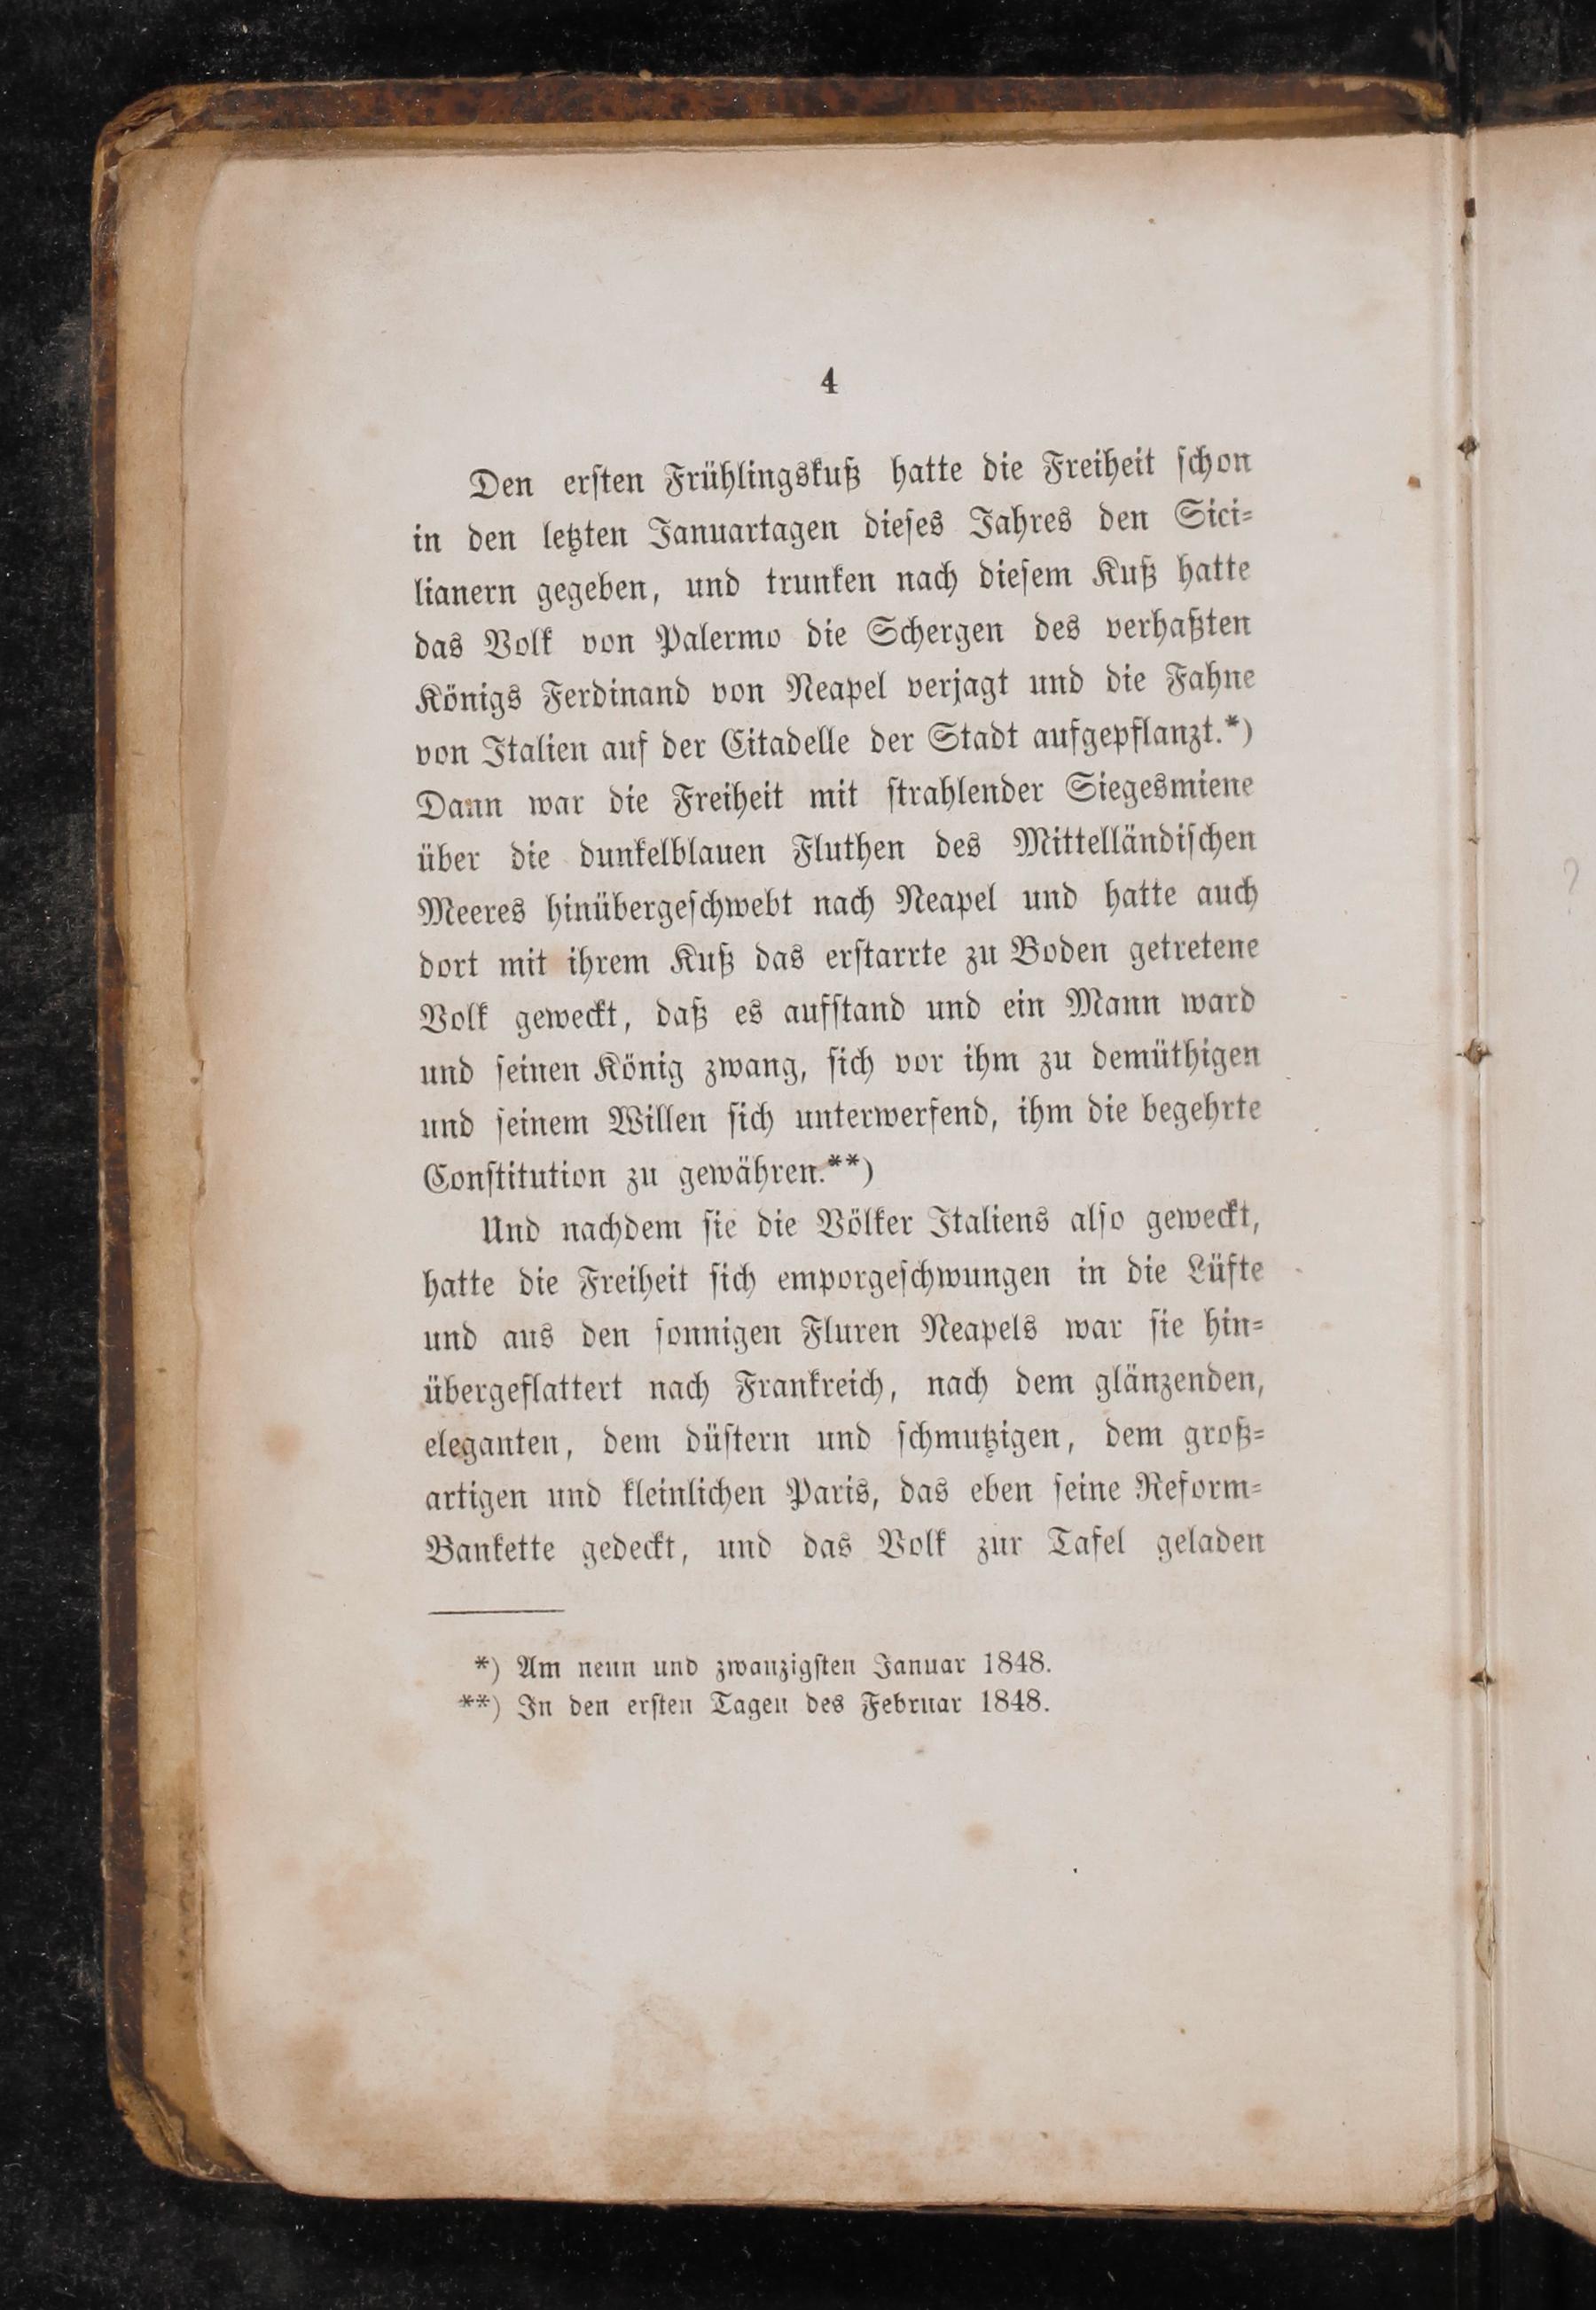 4
Den ersten Frühlingskuß hatte die Freiheit schon
in den letzten Januartagen dieses Jahres den Sici-
lianern gegeben, und trunken nach diesem Kuß hatte
das Volk von Palermo die Schergen des verhaßten
Königs Ferdinand von Neapel verjagt und die Fahne
von Italien auf der Citadelle der Stadt aufgepflanzt.*)
Dann war die Freiheit mit strahlender Siegesmiene
über die dunkelblauen Fluthen des Mittelländischen
Meeres hinübergeschwebt nach Neapel und hatte auch
dort mit ihrem Kuß das erstarrte zu Boden getretene
Volk geweckt, daß es aufstand und ein Mann ward
und seinen König zwang, sich vor ihm zu demüthigen
und seinem Willen sich unterwerfend, ihm die begehrte
Constitution zu gewähren.**)
Und nachdem sie die Völker Italiens also geweckt,
hatte die Freiheit sich emporgeschwungen in die Lüfte
und aus den sonnigen Fluren Neapels war sie hin-
übergeflattert nach Frankreich, nach dem glänzenden,
eleganten, dem düstern und schmutzigen, dem groß-
artigen und kleinlichen Paris, das eben seine Reform-
Bankette gedeckt, und das Volk zur Tafel geladen
*) Am neun und zwanzigsten Januar 1848.
**) In den ersten Tagen des Februar 1848.